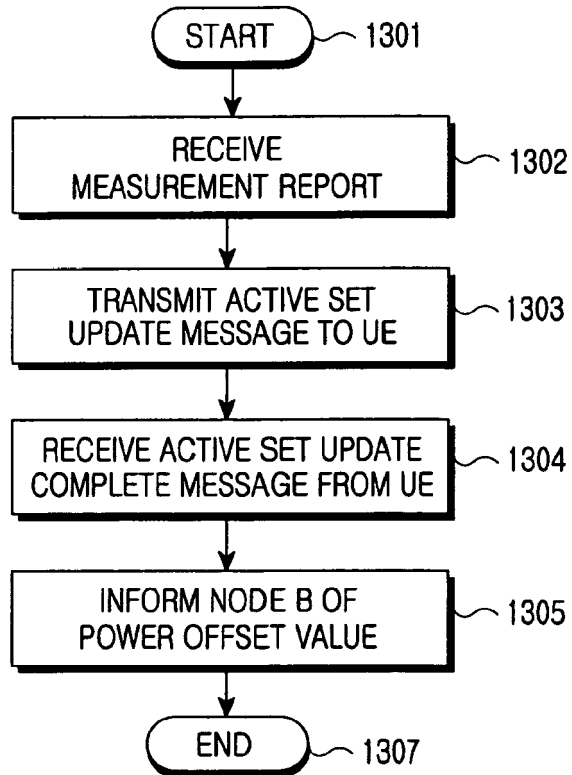 START
1301
RECEIVE
MEASUREMENT REPORT
1302
TRANSMIT ACTIVE SET
UPDATE MESSAGE TO UE
1303
RECEIVE ACTIVE SET UPDATE
COMPLETE MESSAGE FROM UE
1304
INFORM NODE B OF
POWER OFFSET VALUE
1305
END
1307